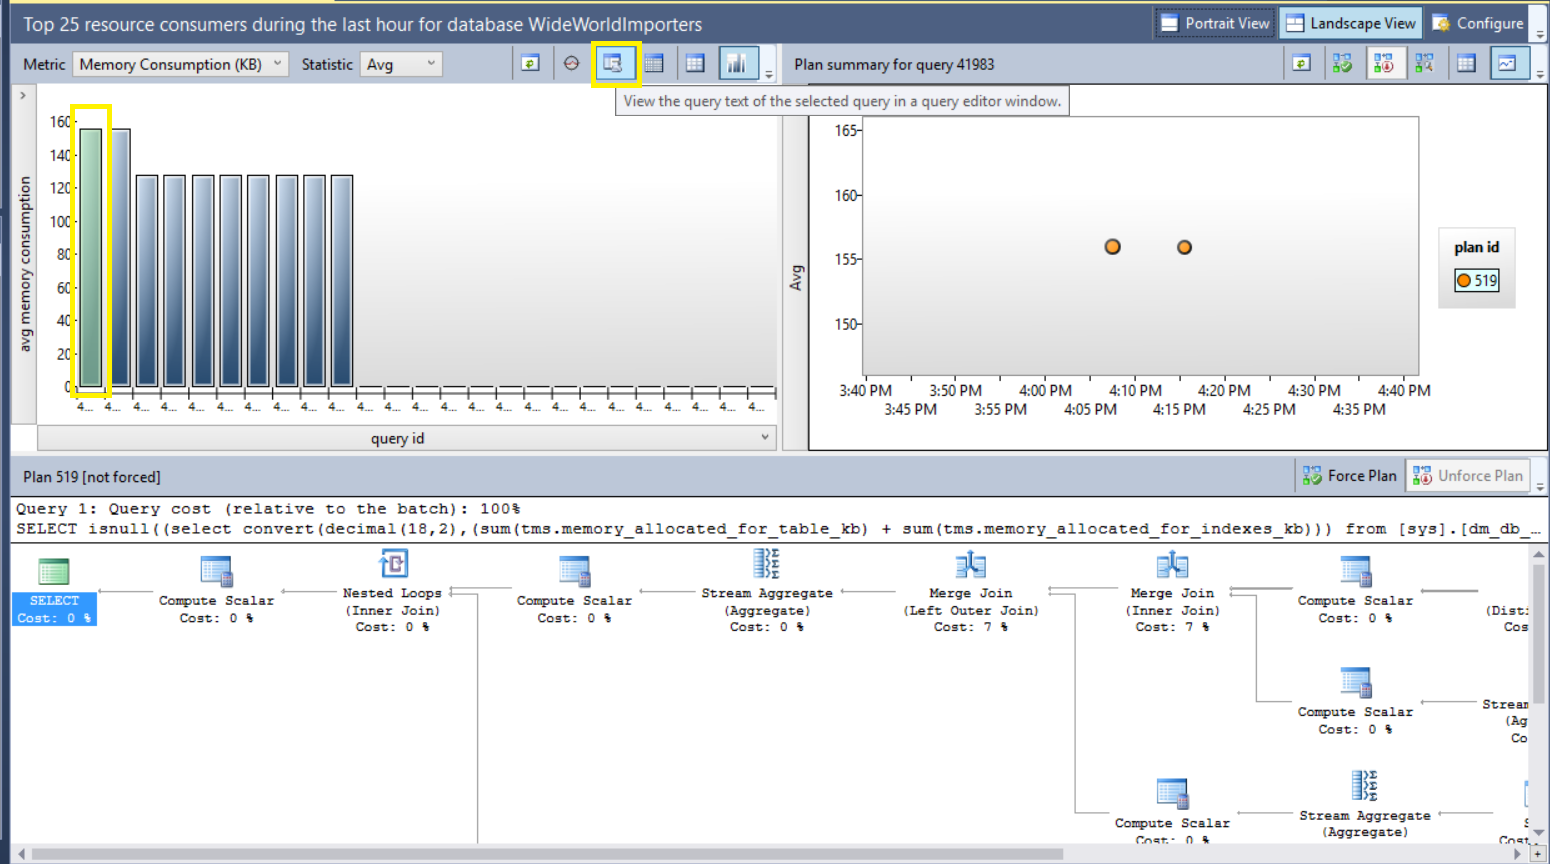 Top 25 resource consumers during the last hour for database WideWorldImporters
Portrait View
Landscape View
Configure
Metric
Memory Consumption (KB)
Statistic
Avg
Plan summary for query 41983
View the query text of the selected query in a query editor window.
avg memory consumption
160
140
120
100
80
60
40
20
0
4... 4... 4... 4... 4... 4... 4... 4... 4... 4... 4... 4... 4... 4... 4... 4... 4... 4... 4... 4... 4... 4... 4... 4... 4...
query id
Avg
165
160
155
150
3:40 PM 3:50 PM 4:00 PM 4:10 PM 4:20 PM 4:30 PM 4:40 PM
3:45 PM 3:55 PM 4:05 PM 4:15 PM 4:25 PM 4:35 PM
plan id
519
Plan 519 [not forced]
Force Plan
Unforce Plan
Query 1: Query cost (relative to the batch): 100%
SELECT isnull((select convert(decimal(18,2),(sum(tms.memory_allocated_for_table_kb) + sum(tms.memory_allocated_for_indexes_kb))) from [sys].[dm_db_...
SELECT
Cost: 0 %
Compute Scalar
Cost: 0 %
Nested Loops
(Inner Join)
Cost: 0 %
Compute Scalar
Cost: 0 %
Stream Aggregate
(Aggregate)
Cost: 0 %
Merge Join
(Left Outer Join)
Cost: 7 %
Merge Join
(Inner Join)
Cost: 7 %
Compute Scalar
Cost: 0 %
(Disti
Cos
Compute Scalar
Cost: 0 %
Stream
(Ag
Co
Compute Scalar
Cost: 0 %
Stream Aggregate
(Aggregate)
S
Cost